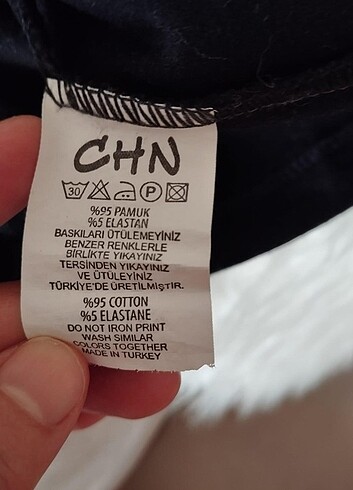 CHN
30 P
%95 PAMUK
%5 ELASTAN
BASKILARI ÜTÜLEMEYİNİZ
BENZER RENKLERLE
BİRLİKTE YIKAYINIZ
TERSİNDEN YIKAYINIZ
VE ÜTÜLEYİNİZ
TÜRKİYE'DE ÜRETİLMİŞTİR.
%95 COTTON
%5 ELASTANE
DO NOT IRON PRINT
WASH SIMILAR
COLORS TOGETHER
MADE IN TURKEY